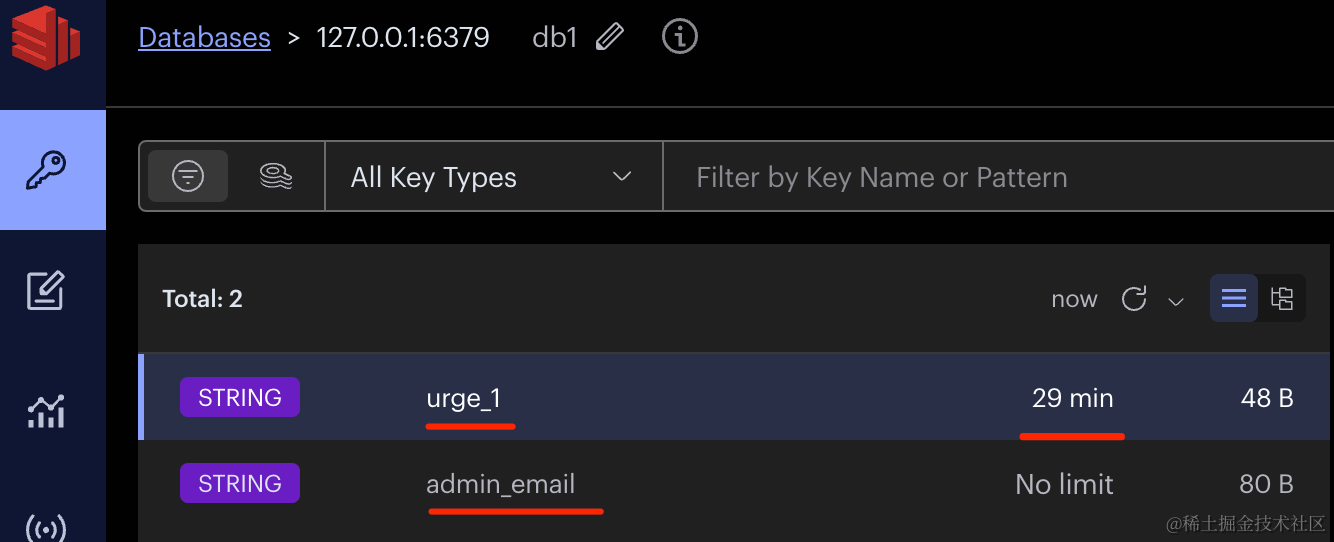 Databases > 127.0.0.1:6379 db1
All Key Types Filter by Key Name or Pattern
Total: 2 now
STRING urge_1 29 min 48 B
STRING admin_email No limit 80 B
@稀土掘金技术社区